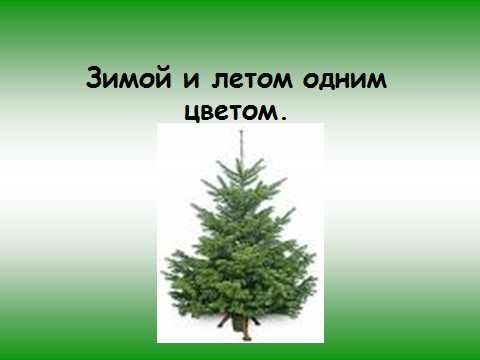 Зимой и летом одним
цветом.